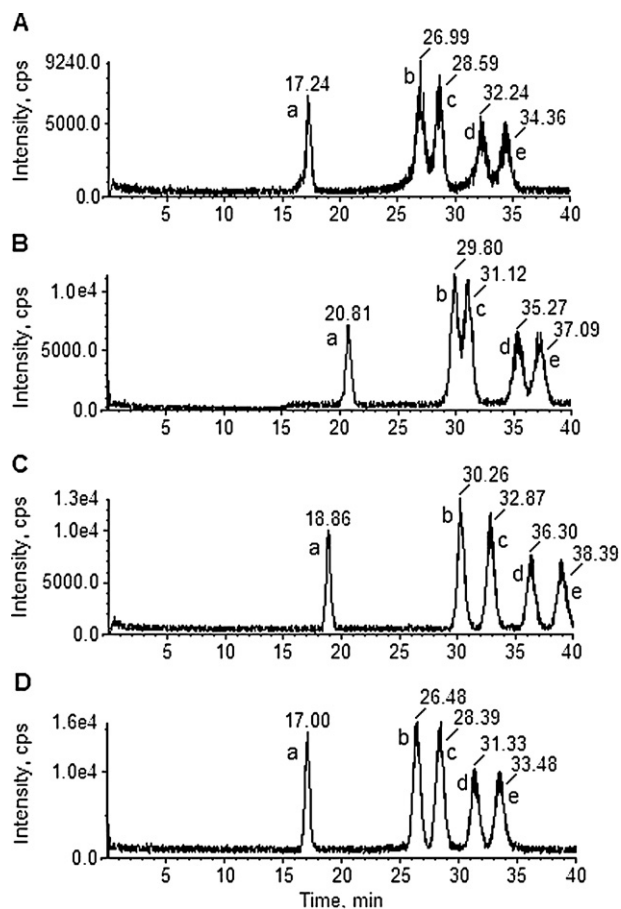 A
Intensity, cps
9240.0
5000.0
0.0
17.24
26.99
28.59
32.24
34.36
a
b
c
d
e
5 10 15 20 25 30 35 40
B
Intensity, cps
1.0e4
5000.0
0.0
20.81
29.80
31.12
35.27
37.09
a
b
c
d
e
5 10 15 20 25 30 35 40
C
Intensity, cps
1.3e4
1.0e4
5000.0
0.0
18.86
30.26
32.87
36.30
38.39
a
b
c
d
e
5 10 15 20 25 30 35 40
D
Intensity, cps
1.6e4
1.0e4
0.0
17.00
26.48
28.39
31.33
33.48
a
b
c
d
e
5 10 15 20 25 30 35 40
Time, min